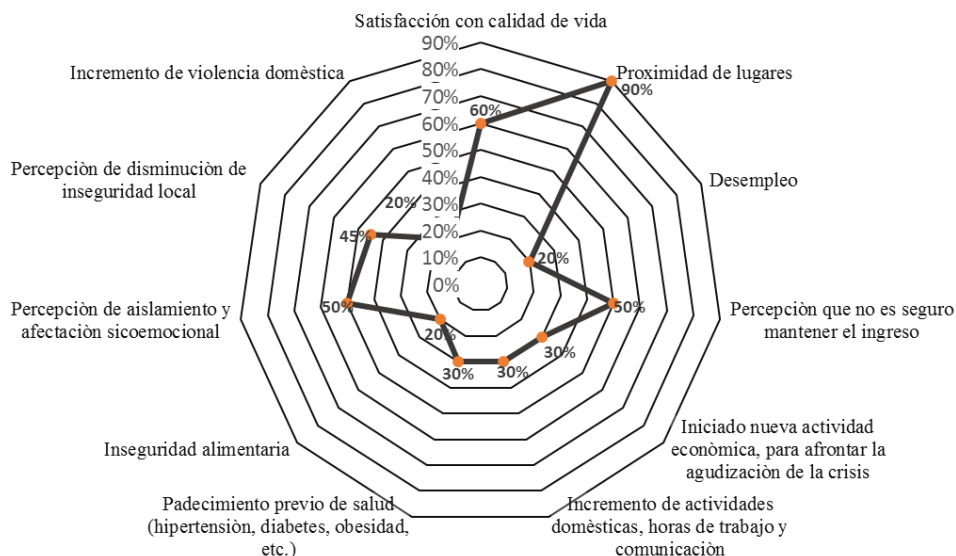 Satisfacción con calidad de vida
90%
80%
70%
60%
50%
40%
30%
20%
10%
0%
60%
Proximidad de lugares
90%
Desempleo
20%
Percepción que no es seguro
mantener el ingreso
50%
Iniciado nueva actividad
econòmica, para afrontar la
agudizaciòn de la crisis
30%
Incremento de actividades
domèsticas, horas de trabajo y
comunicaciòn
30%
Padecimiento previo de salud
(hipertensiòn, diabetes, obesidad,
etc.)
30%
Inseguridad alimentaria
20%
Percepciòn de aislamiento y
afectaciòn sicoemocional
50%
Percepciòn de disminuciòn de
inseguridad local
45%
Incremento de violencia domèstica
20%